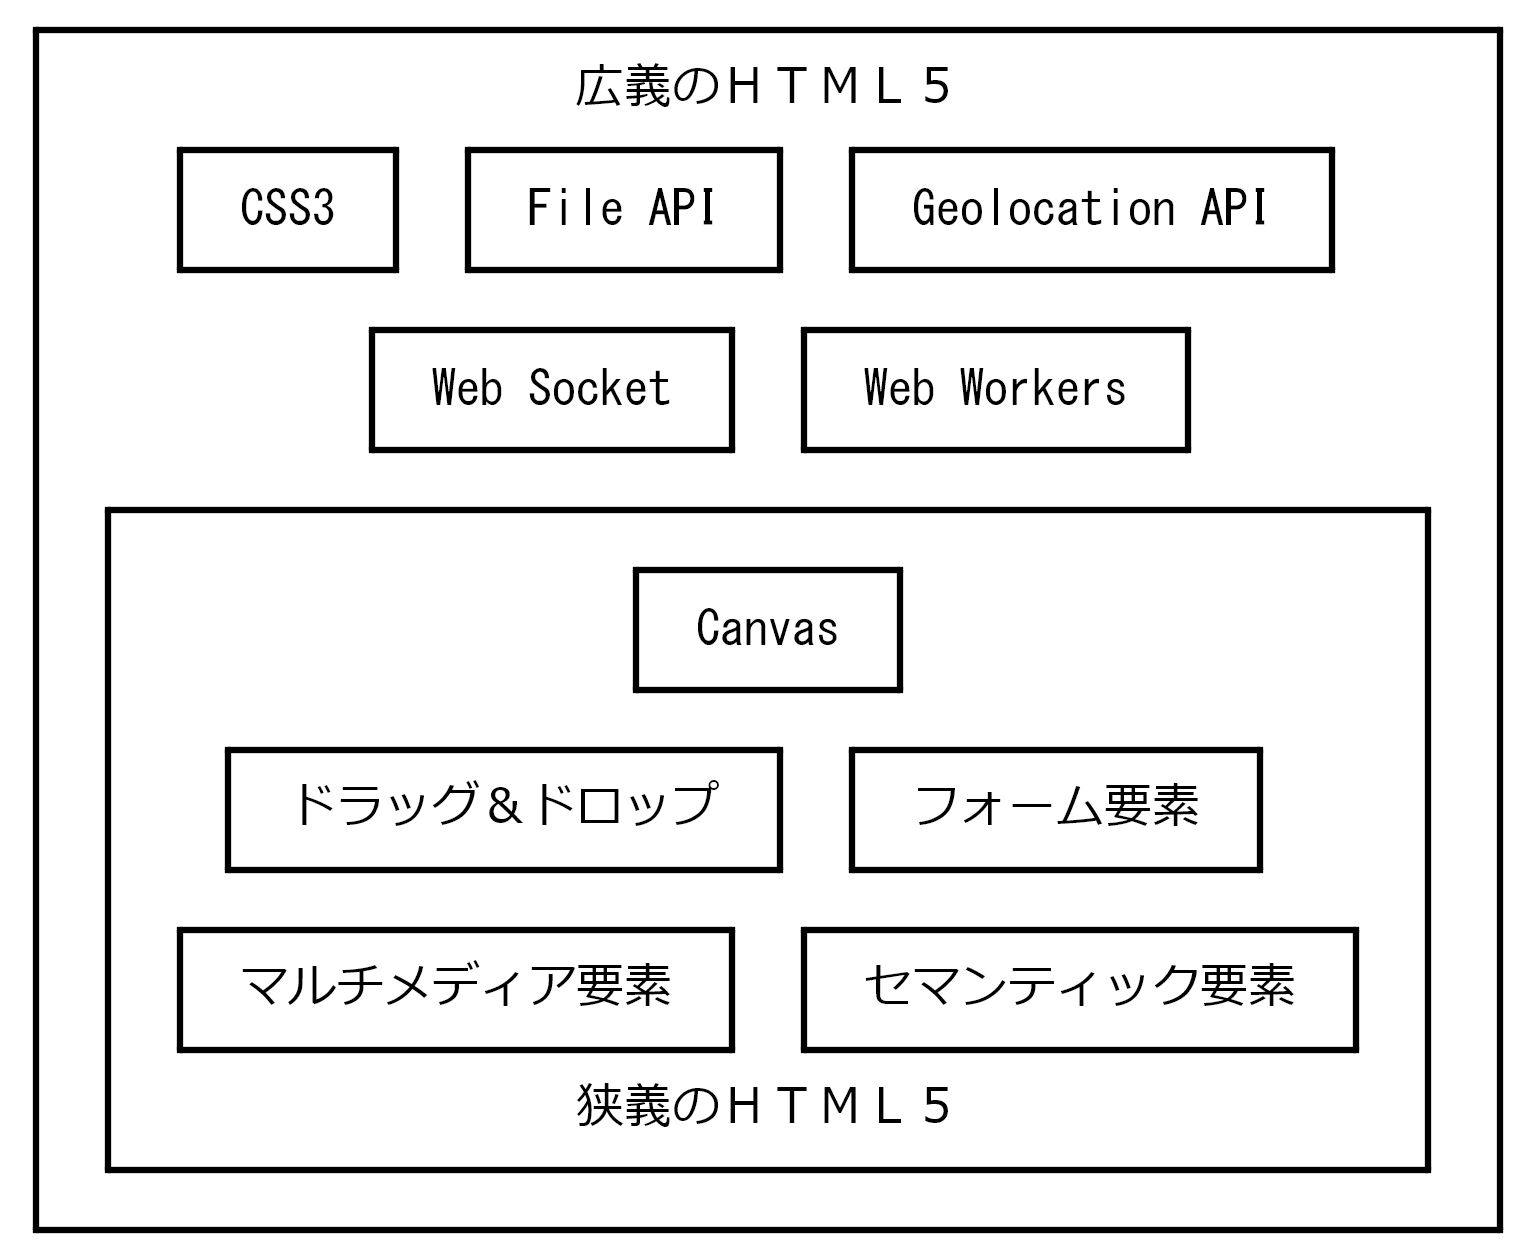 広義のＨＴＭＬ５
CSS3 File API Geolocation API
Web Socket Web Workers
Canvas
ドラッグ＆ドロップ フォーム要素
マルチメディア要素 セマンティック要素
狭義のＨＴＭＬ５